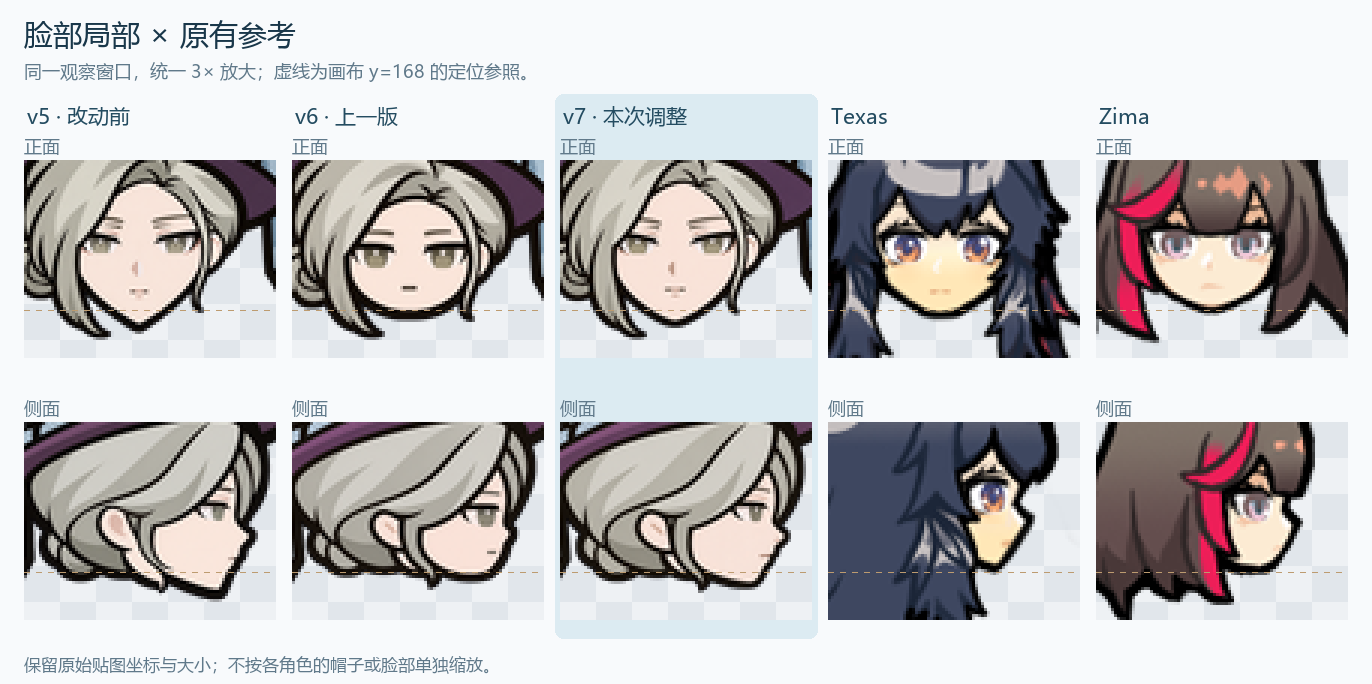 脸部局部 × 原有参考
同一观察窗口，统一 3× 放大；虚线为画布 y=168 的定位参照。
v5 · 改动前
v6 · 上一版
v7 · 本次调整
Texas
Zima
正面
正面
正面
正面
正面
侧面
侧面
侧面
侧面
侧面
保留原始贴图坐标与大小；不按各角色的帽子或脸部单独缩放。